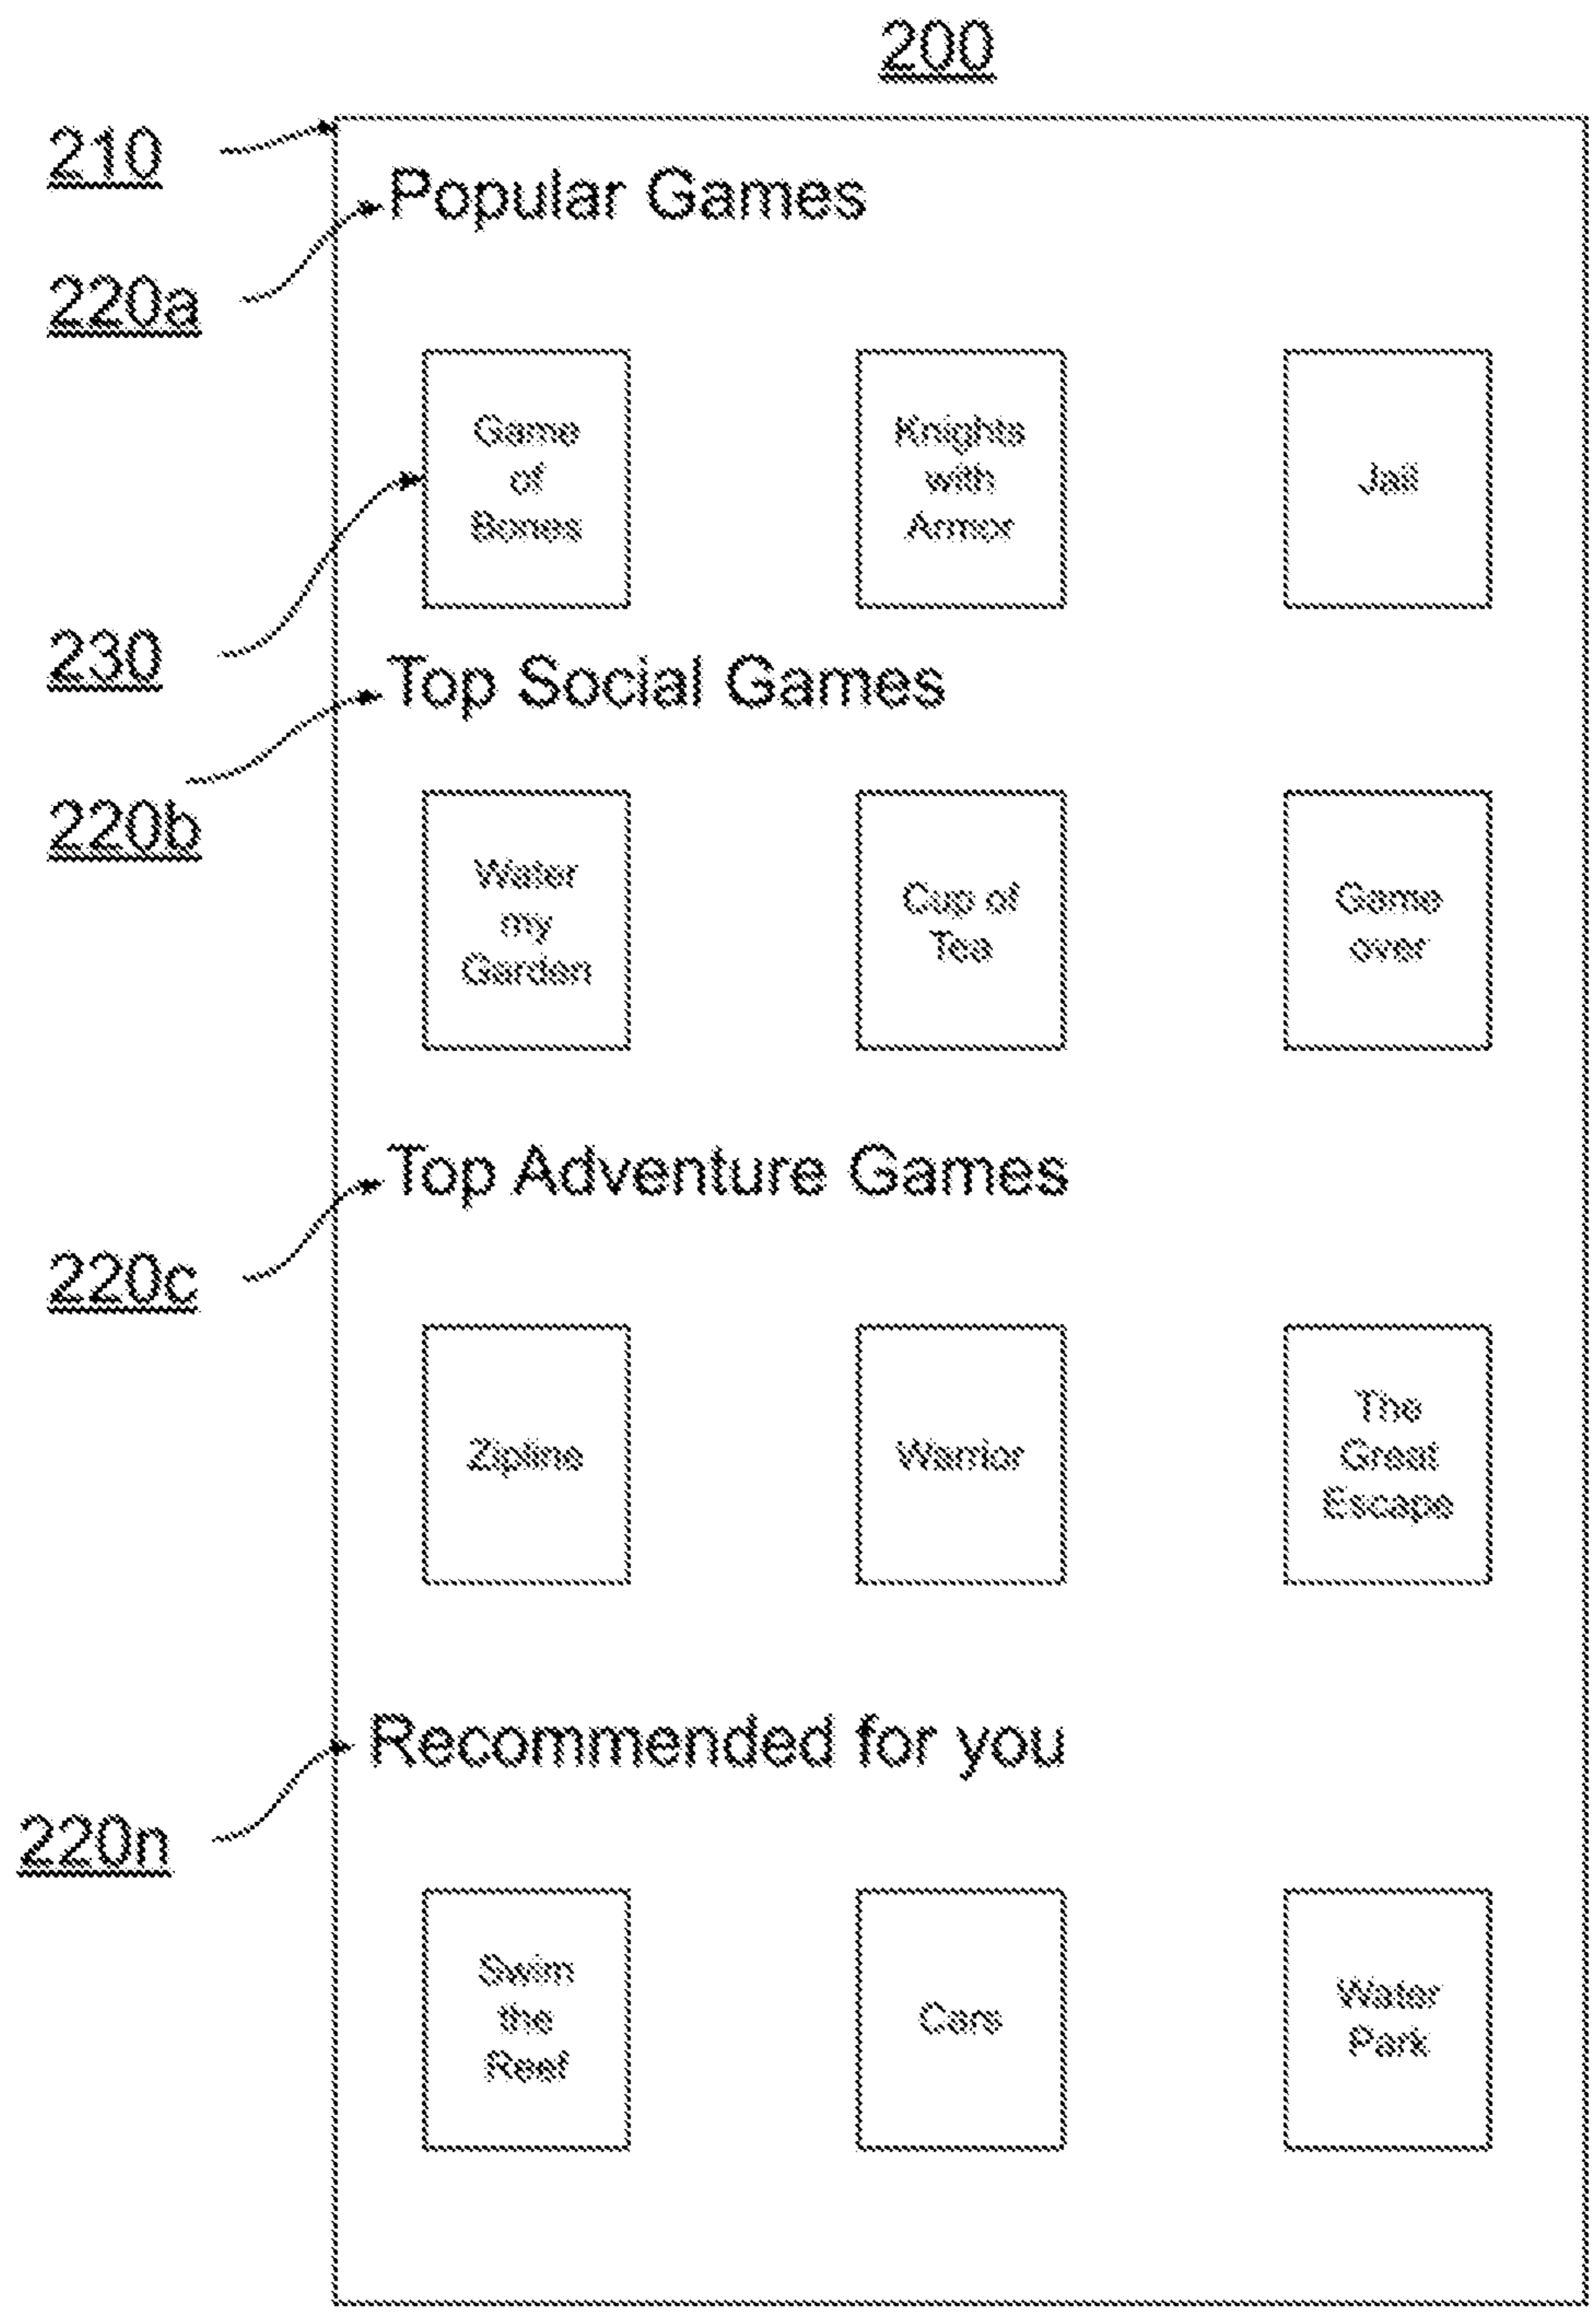 200
210
Popular Games
220a
Game
of
Bones
Knights
with
Armor
Jail
230
Top Social Games
220b
Water
my
Garden
Cup of
Tea
Game
over
Top Adventure Games
220c
Zipline
Warrior
The
Great
Escape
Recommended for you
220n
Swim
the
Reef
Cars
Water
Park